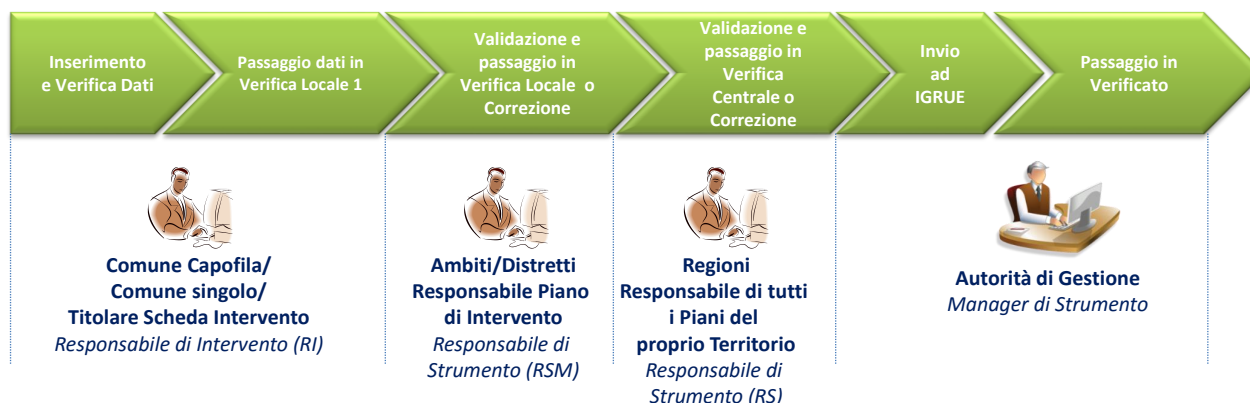 Inserimento
e Verifica Dati
Passaggio dati in
Verifica Locale 1
Validazione e
passaggio in
Verifica Locale o
Correzione
Validazione e
passaggio in
Verifica
Centrale o
Correzione
Invio
ad
IGRUE
Passaggio in
Verificato
Comune Capofila/
Comune singolo/
Titolare Scheda Intervento
Responsabile di Intervento (RI)
Ambiti/Distretti
Responsabile Piano
di Intervento
Responsabile di
Strumento (RSM)
Regioni
Responsabile di tutti
i Piani del
proprio Territorio
Responsabile di
Strumento (RS)
Autorità di Gestione
Manager di Strumento